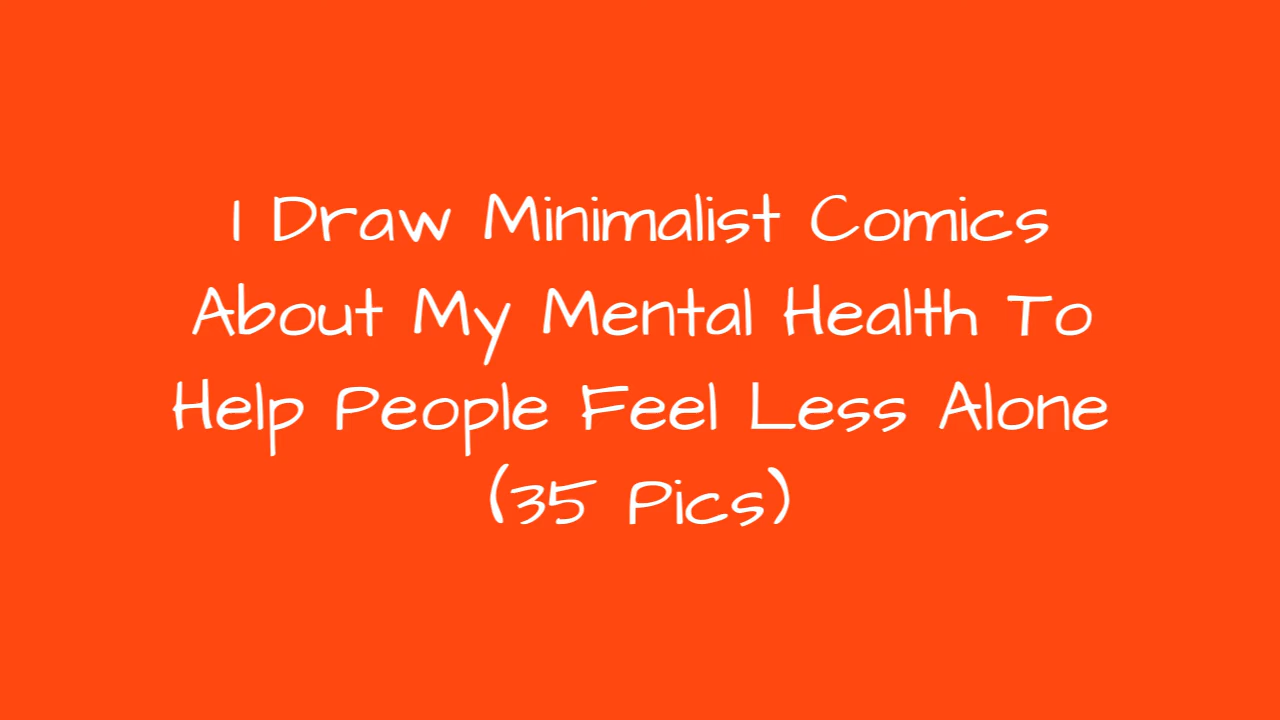 I Draw Minimalist Comics
About My Mental Health To
Help People Feel Less Alone
(35 Pics)